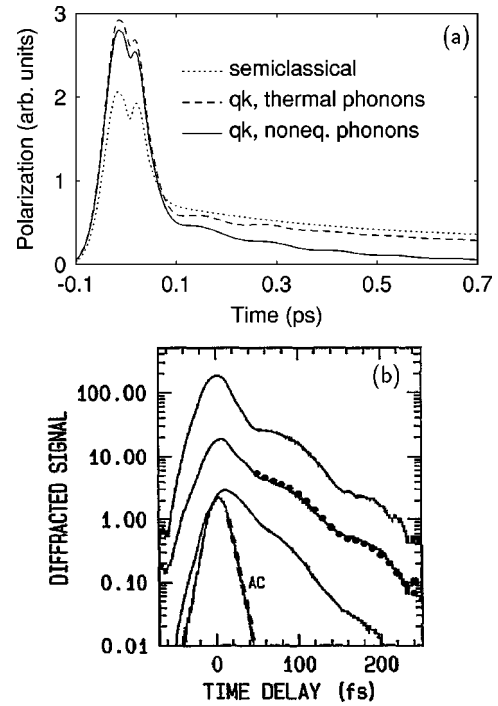 (a)
3
2
1
0
Polarization (arb. units)
semiclassical
qk, thermal phonons
qk, noneq. phonons
-0.1 0.1 0.3 0.5 0.7
Time (ps)
(b)
100.00
10.00
1.00
0.10
0.01
DIFFRACTED SIGNAL
AC
0 100 200
TIME DELAY (fs)